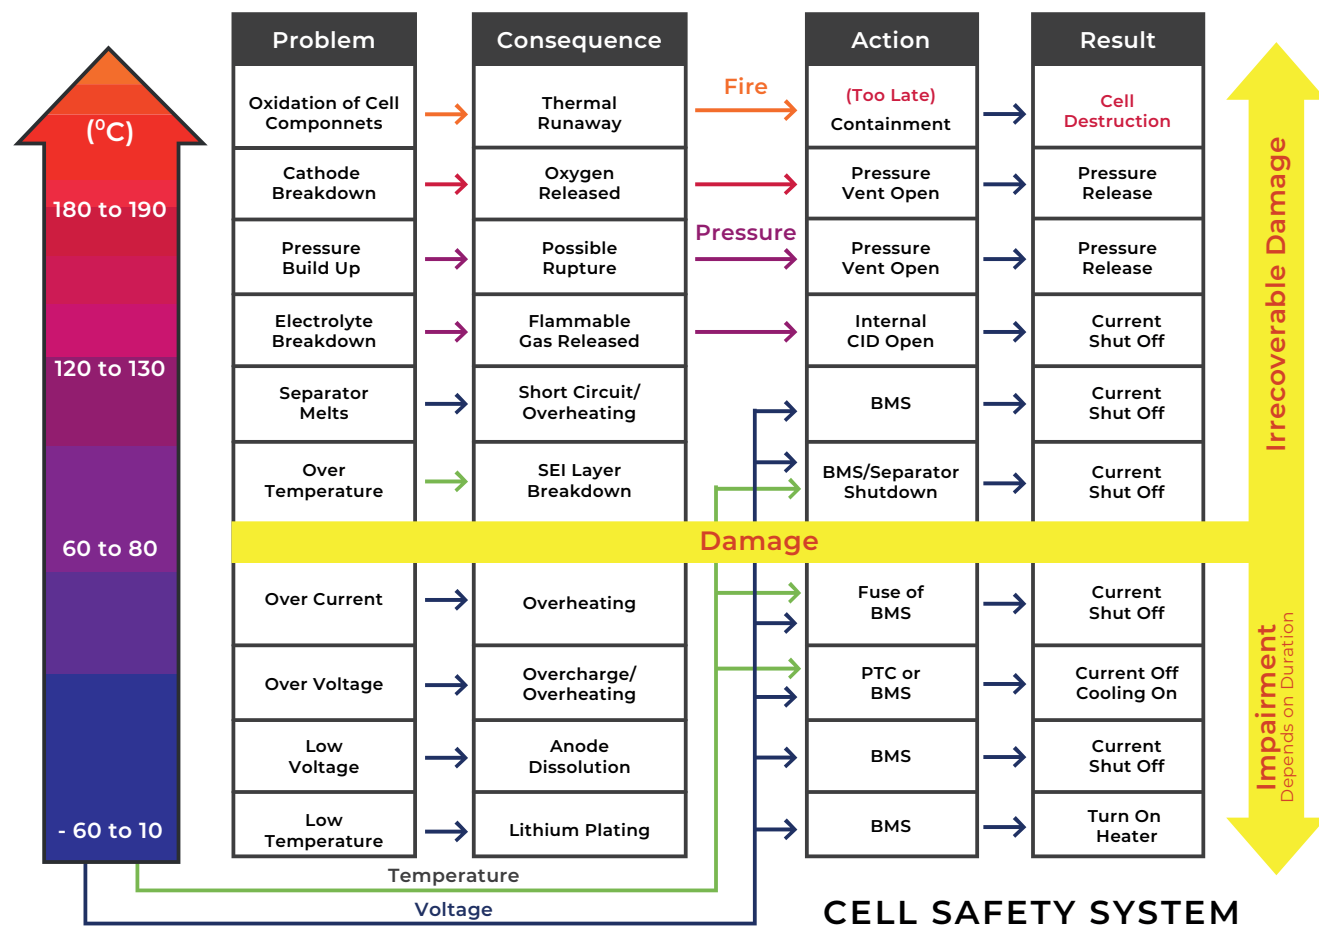 Problem
Consequence
Action
Result
Fire
(°C)
Oxidation of Cell
Componnets
Thermal
Runaway
(Too Late)
Containment
Cell
Destruction
180 to 190
Cathode
Breakdown
Oxygen
Released
Pressure
Vent Open
Pressure
Release
Pressure
Pressure
Build Up
Possible
Rupture
Pressure
Vent Open
Pressure
Release
Electrolyte
Breakdown
Flammable
Gas Released
Internal
CID Open
Current
Shut Off
120 to 130
Separator
Melts
Short Circuit/
Overheating
BMS
Current
Shut Off
Over
Temperature
SEI Layer
Breakdown
BMS/Separator
Shutdown
Current
Shut Off
Irrecoverable Damage
60 to 80
Damage
Over Current
Overheating
Fuse of
BMS
Current
Shut Off
Over Voltage
Overcharge/
Overheating
PTC or
BMS
Current Off
Cooling On
Impairment
Depends on Duration
Low
Voltage
Anode
Dissolution
BMS
Current
Shut Off
- 60 to 10
Low
Temperature
Lithium Plating
BMS
Turn On
Heater
Temperature
Voltage
CELL SAFETY SYSTEM